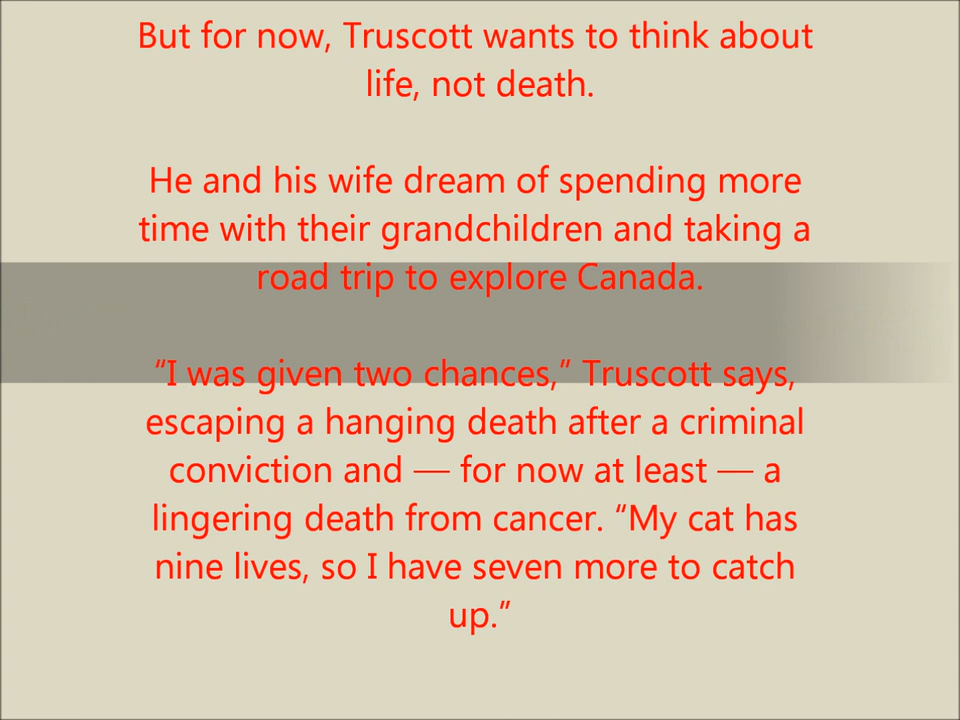 But for now, Truscott wants to think about
life, not death.
He and his wife dream of spending more
time with their grandchildren and taking a
road trip to explore Canada.
“I was given two chances,” Truscott says,
escaping a hanging death after a criminal
conviction and — for now at least — a
lingering death from cancer. “My cat has
nine lives, so I have seven more to catch
up.”